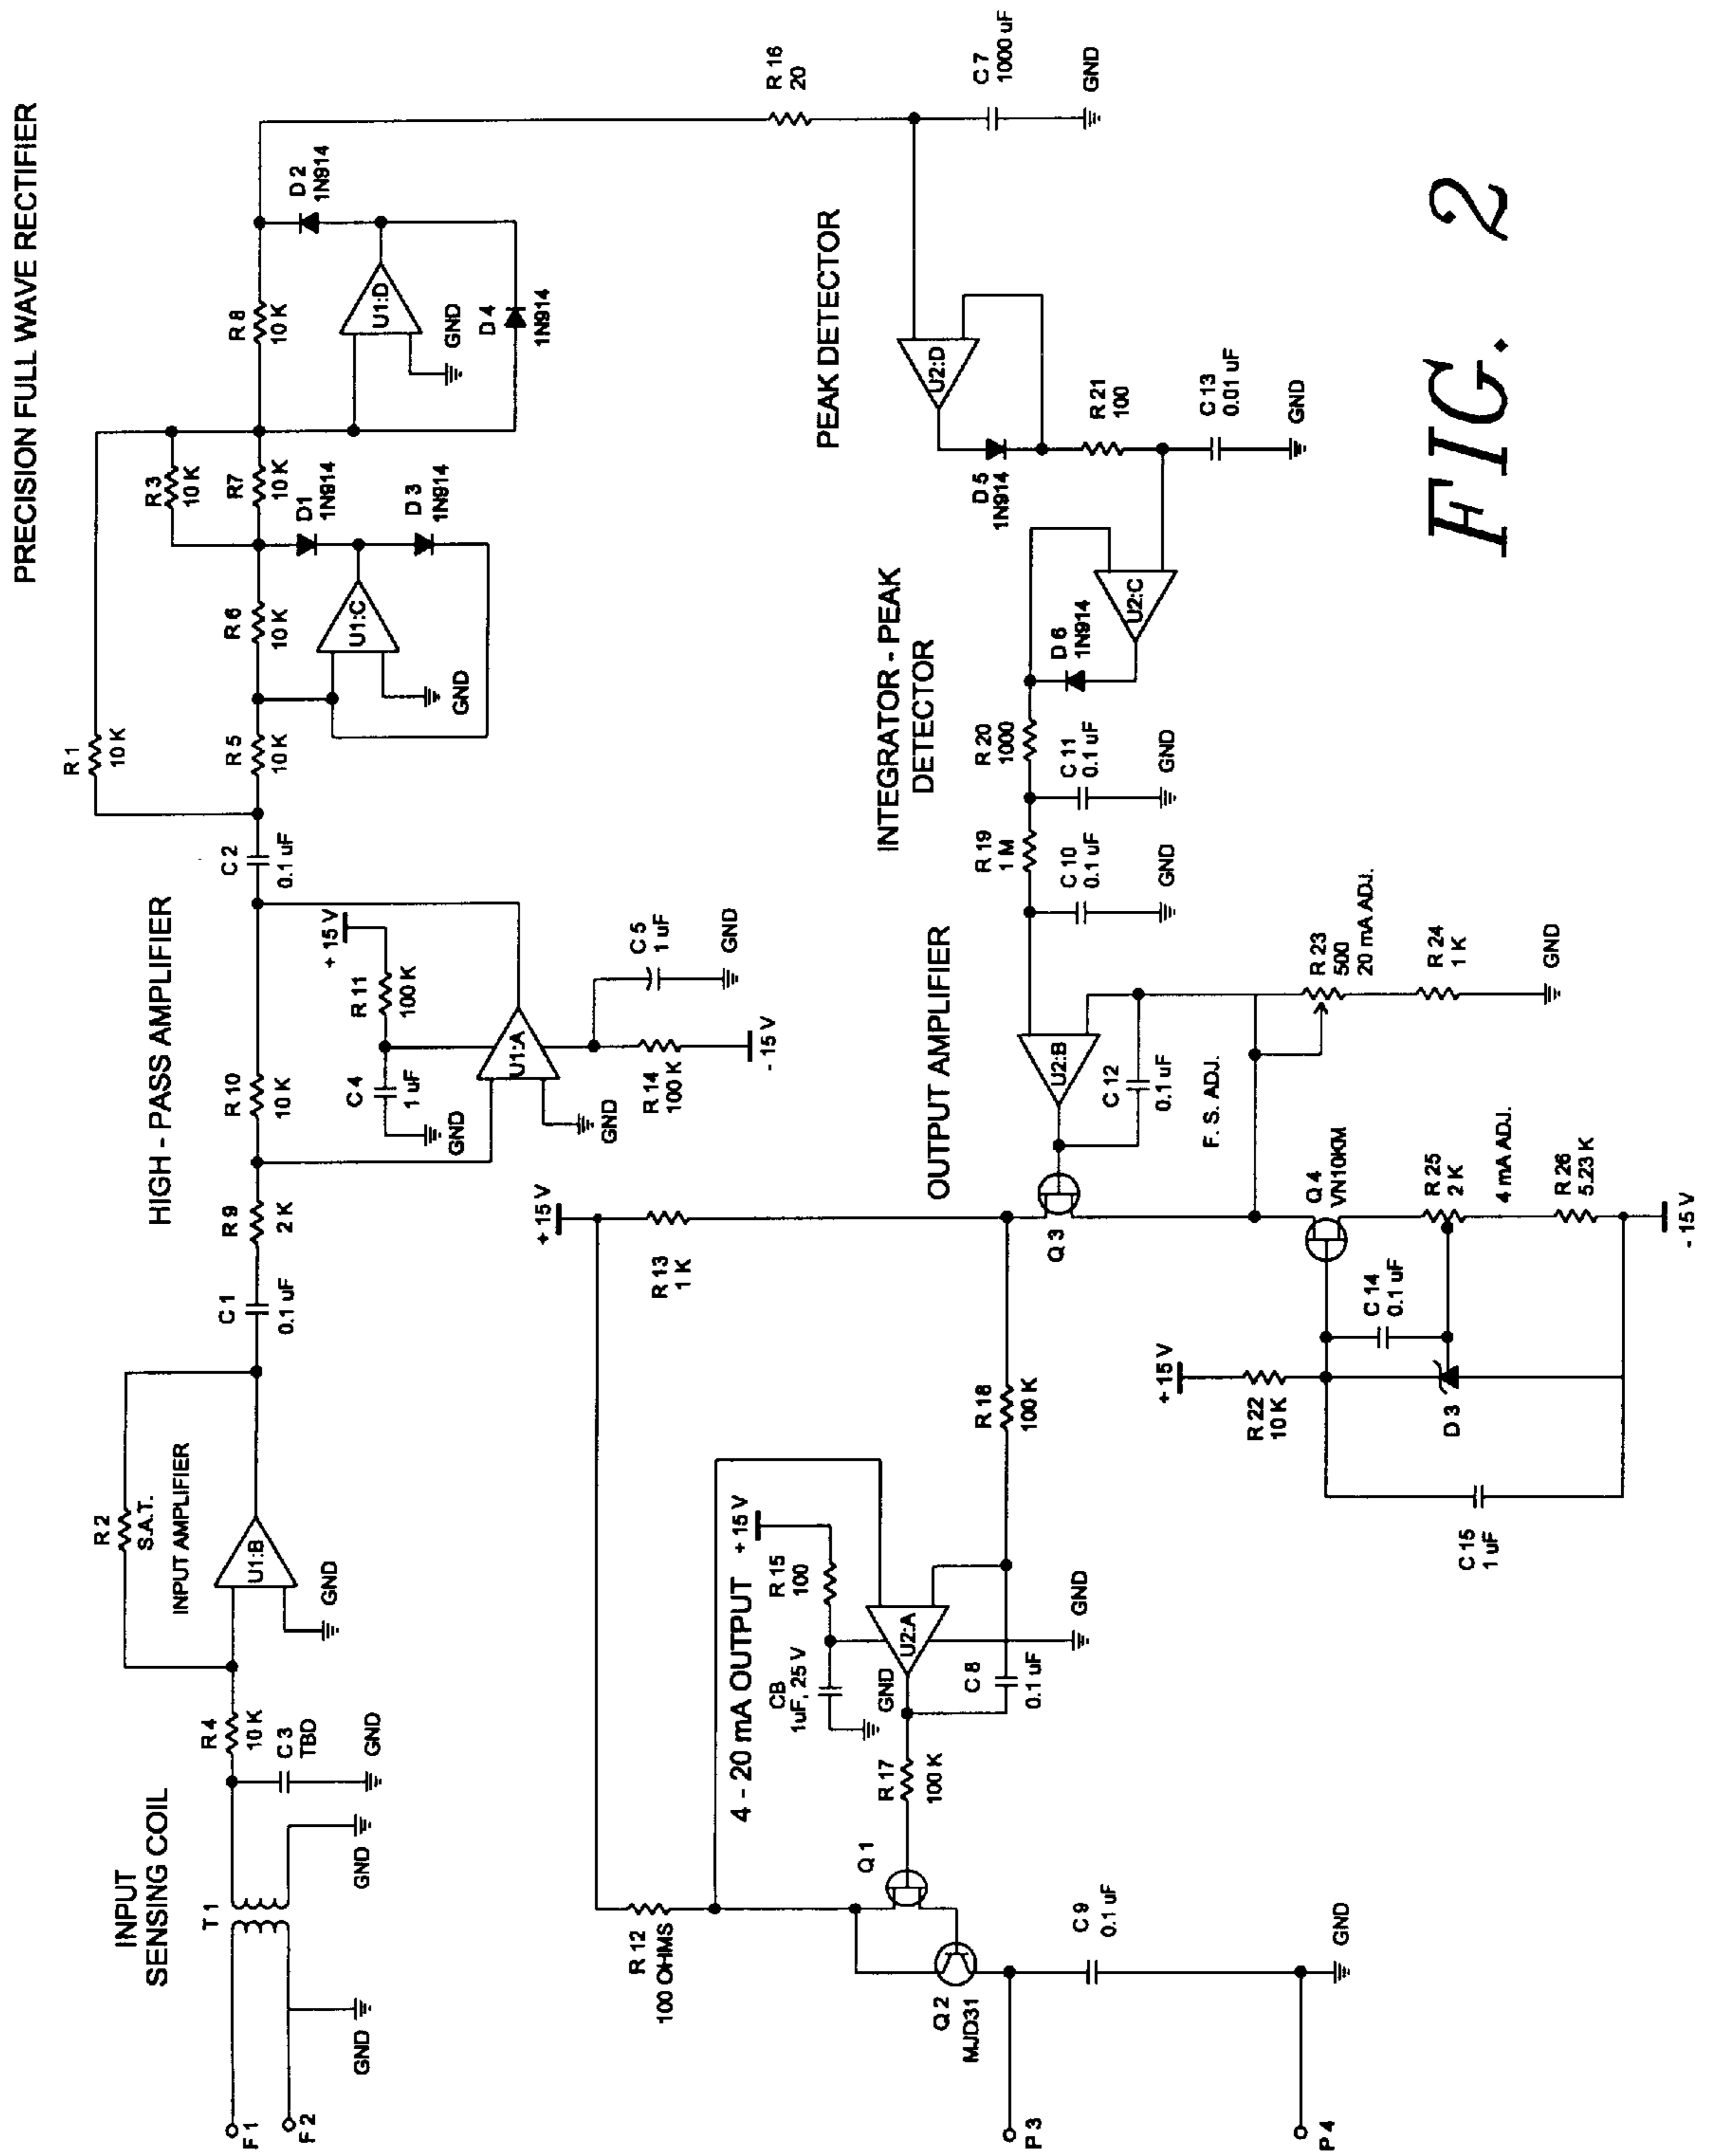 PRECISION FULL WAVE RECTIFIER
HIGH - PASS AMPLIFIER
INPUT
SENSING COIL
T 1
F 1
F 2
GND
GND
C 3
TBD
GND
R 4
10 K
R 2
S.A.T.
INPUT AMPLIFIER
U1:B
GND
C 1
0.1 uF
R 9
2 K
R 10
10 K
C 4
1 uF
GND
R 11
100 K
+ 15 V
U1:A
GND
R 14
100 K
- 15 V
C 5
1 uF
GND
C 2
0.1 uF
R 1
10 K
R 5
10 K
R 6
10 K
U1:C
GND
R 3
10 K
R7
10 K
D1
1N914
D 3
1N914
R 8
10 K
U1:D
GND
D 4
1N914
D 2
1N914
R 16
20
C 7
1000 uF
GND
PEAK DETECTOR
U2:D
D 5
1N914
R 21
100
C 13
0.01 uF
GND
INTEGRATOR - PEAK
DETECTOR
U2:C
D 6
1N914
R 20
1000
C 11
0.1 uF
GND
R 19
1 M
C 10
0.1 uF
GND
OUTPUT AMPLIFIER
U2:B
C 12
0.1 uF
F. S. ADJ.
R 23
500
20 mA ADJ.
R 24
1 K
GND
Q 3
+ 15 V
R 13
1 K
Q 4
VN10KM
R 25
2 K
4 mA ADJ.
R 26
5.23 K
- 15 V
C 14
0.1 uF
+ 15 V
R 22
10 K
D 3
C 15
1 uF
R 18
100 K
4 - 20 mA OUTPUT
+ 15 V
R 15
100
CB
1uF, 25 V
GND
U2:A
GND
C 8
0.1 uF
R 17
100 K
Q 1
R 12
100 OHMS
Q 2
MJD31
C 9
0.1 uF
GND
P 3
P 4
FIG. 2